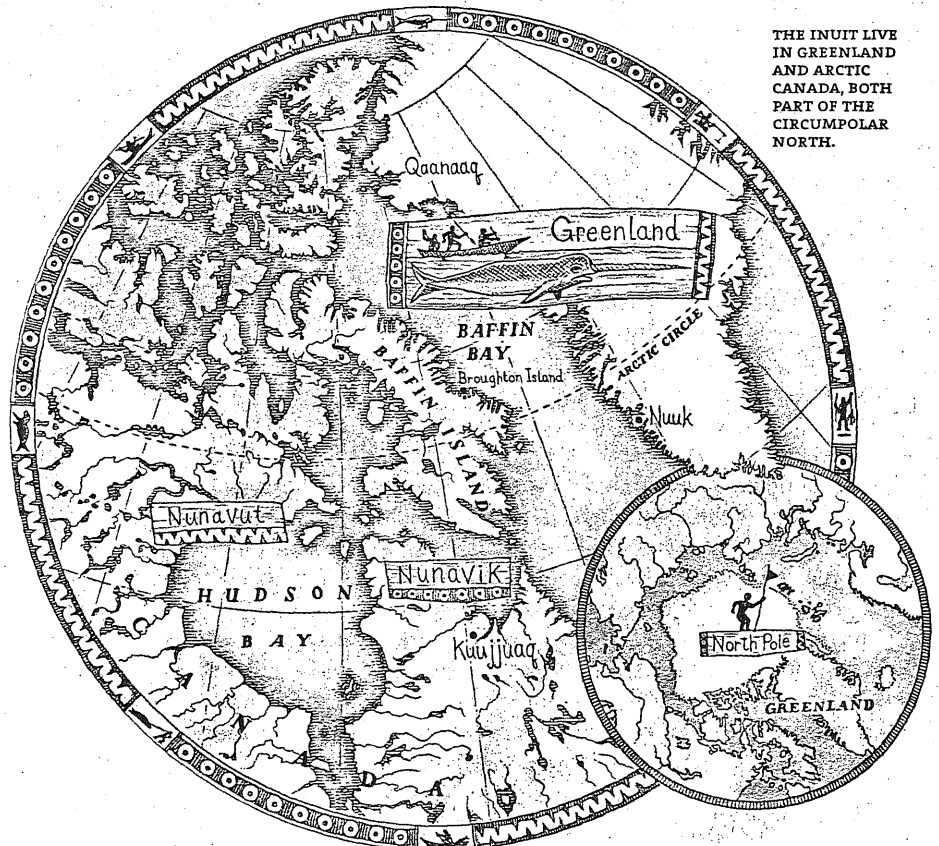 THE INUIT LIVE
IN GREENLAND
AND ARCTIC
CANADA, BOTH
PART OF THE
CIRCUMPOLAR
NORTH.
Qaanaaq
Greenland
BAFFIN
BAY
ARCTIC CIRCLE
Broughton Island
BAFFIN ISLAND
Nuuk
Nunavut
Nunavik
HUDSON
BAY
Kuujjuaq
CANADA
North Pole
GREENLAND